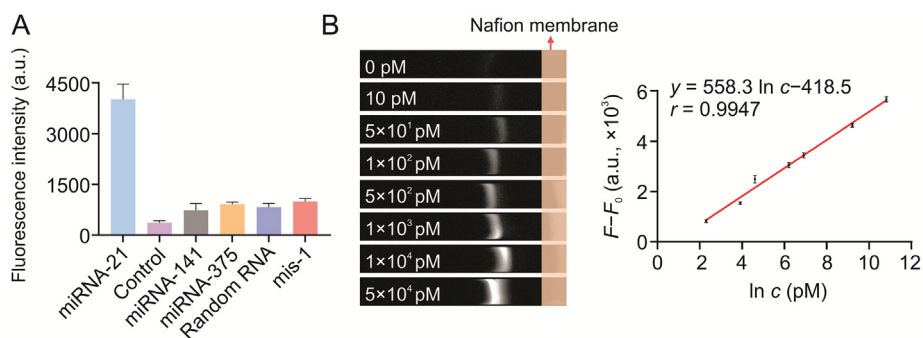 A
Fluorescence intensity (a.u.)
4500
3000
1500
0
miRNA-21
Control
miRNA-141
miRNA-375
Random RNA
mis-1
B
Nafion membrane
0 pM
10 pM
5×10¹ pM
1×10² pM
5×10² pM
1×10³ pM
1×10⁴ pM
5×10⁴ pM
y = 558.3 ln c−418.5
r = 0.9947
F−F₀ (a.u., ×10³)
6
4
2
0
0 2 4 6 8 10 12
ln c (pM)